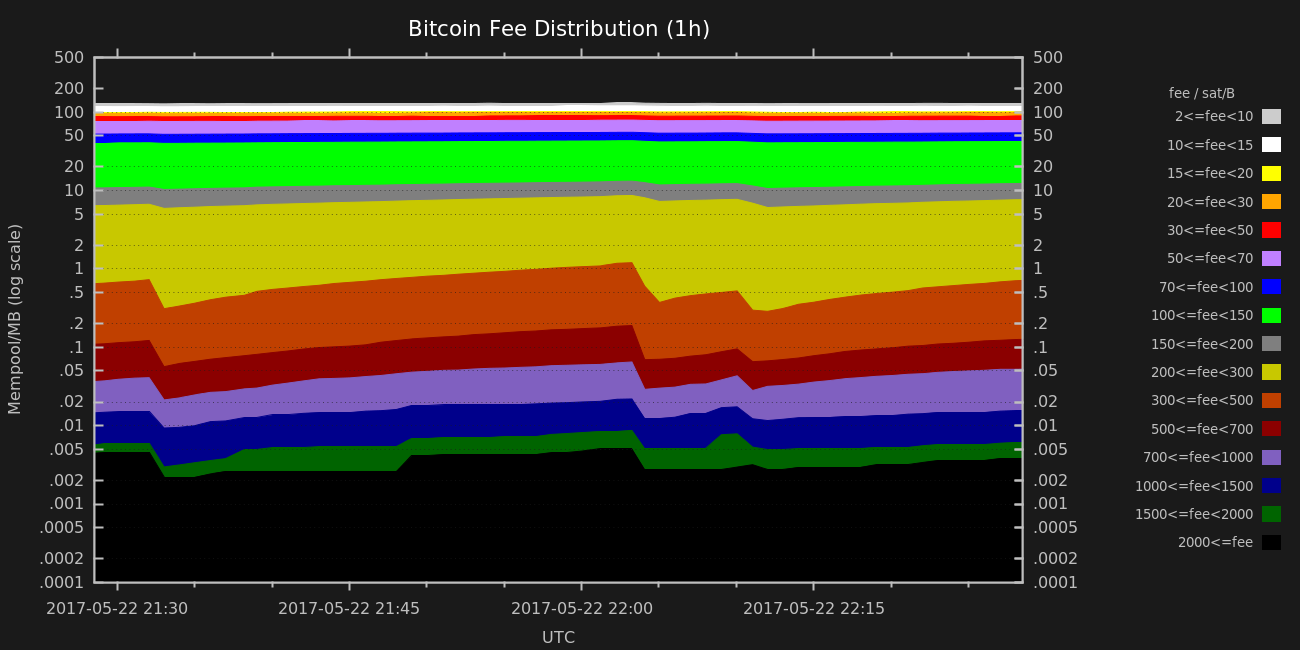 Bitcoin Fee Distribution (1h)
500 500
200 200
100 100
50 50
20 20
10 10
5 5
2 2
1 1
.5 .5
.2 .2
.1 .1
.05 .05
.02 .02
.01 .01
.005 .005
.002 .002
.001 .001
.0005 .0005
.0002 .0002
.0001 .0001
Mempool/MB (log scale)
2017-05-22 21:30 2017-05-22 21:45 2017-05-22 22:00 2017-05-22 22:15
UTC
fee / sat/B
2<=fee<10
10<=fee<15
15<=fee<20
20<=fee<30
30<=fee<50
50<=fee<70
70<=fee<100
100<=fee<150
150<=fee<200
200<=fee<300
300<=fee<500
500<=fee<700
700<=fee<1000
1000<=fee<1500
1500<=fee<2000
2000<=fee